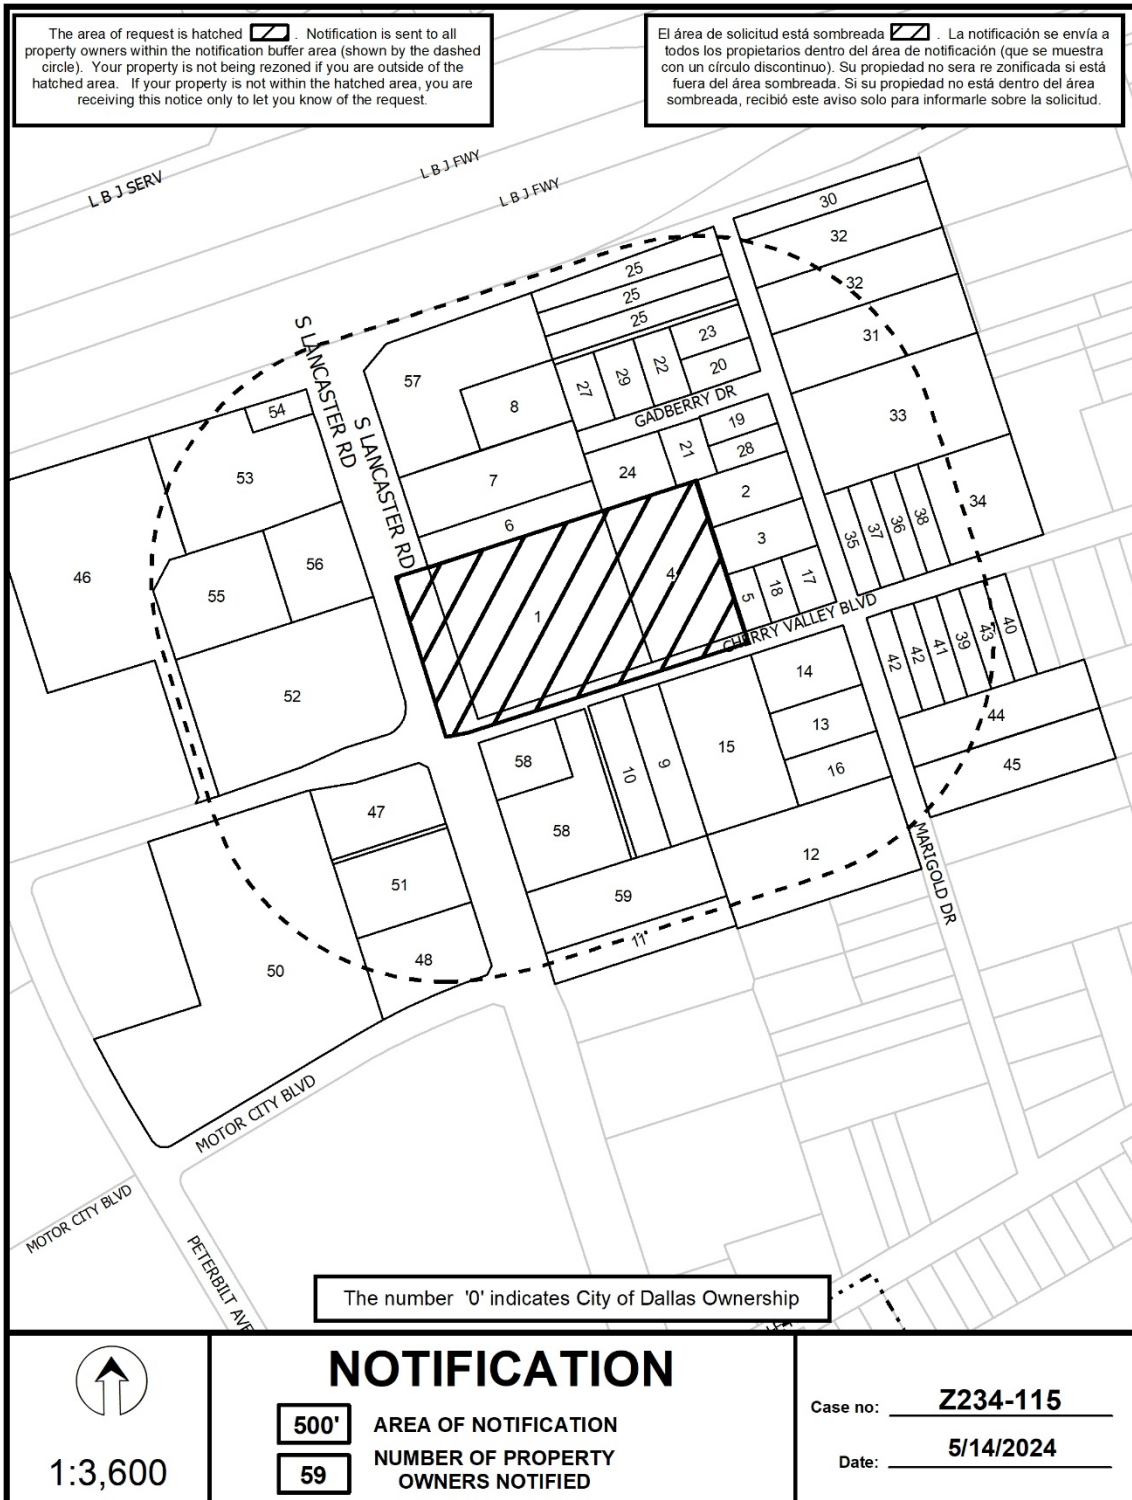 The area of request is hatched . Notification is sent to all
property owners within the notification buffer area (shown by the dashed
circle). Your property is not being rezoned if you are outside of the
hatched area. If your property is not within the hatched area, you are
receiving this notice only to let you know of the request.
El área de solicitud está sombreada . La notificación se envía a
todos los propietarios dentro del área de notificación (que se muestra
con un círculo discontinuo). Su propiedad no sera re zonificada si está
fuera del área sombreada. Si su propiedad no está dentro del área
sombreada, recibió este aviso solo para informarle sobre la solicitud.
L B J SERV
L B J FWY
L B J FWY
30
32
32
31
33
34
25
25
25
23
20
22
29
27
GADBERRY DR
19
28
21
24
2
3
5
18
17
35
37
36
38
S LANCASTER RD
S LANCASTER RD
57
8
7
6
1
4
54
53
46
55
56
52
CHERRY VALLEY BLVD
14
13
16
15
42
42
41
39
43
40
44
45
58
10
9
58
59
11
12
MARIGOLD DR
47
51
48
50
MOTOR CITY BLVD
MOTOR CITY BLVD
PETERBILT AVE
The number '0' indicates City of Dallas Ownership
1:3,600
NOTIFICATION
500' AREA OF NOTIFICATION
59 NUMBER OF PROPERTY
OWNERS NOTIFIED
Case no: Z234-115
Date: 5/14/2024